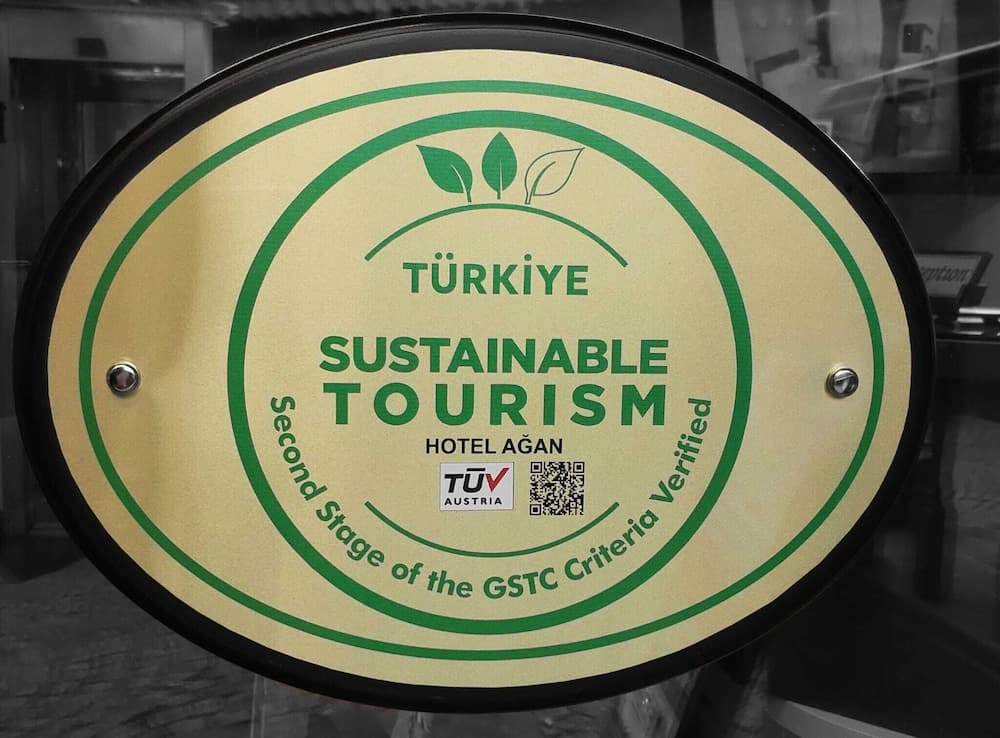 TÜRKİYE
SUSTAINABLE
TOURISM
HOTEL AĞAN
TÜV
AUSTRIA
Second Stage of the GSTC Criteria Verified